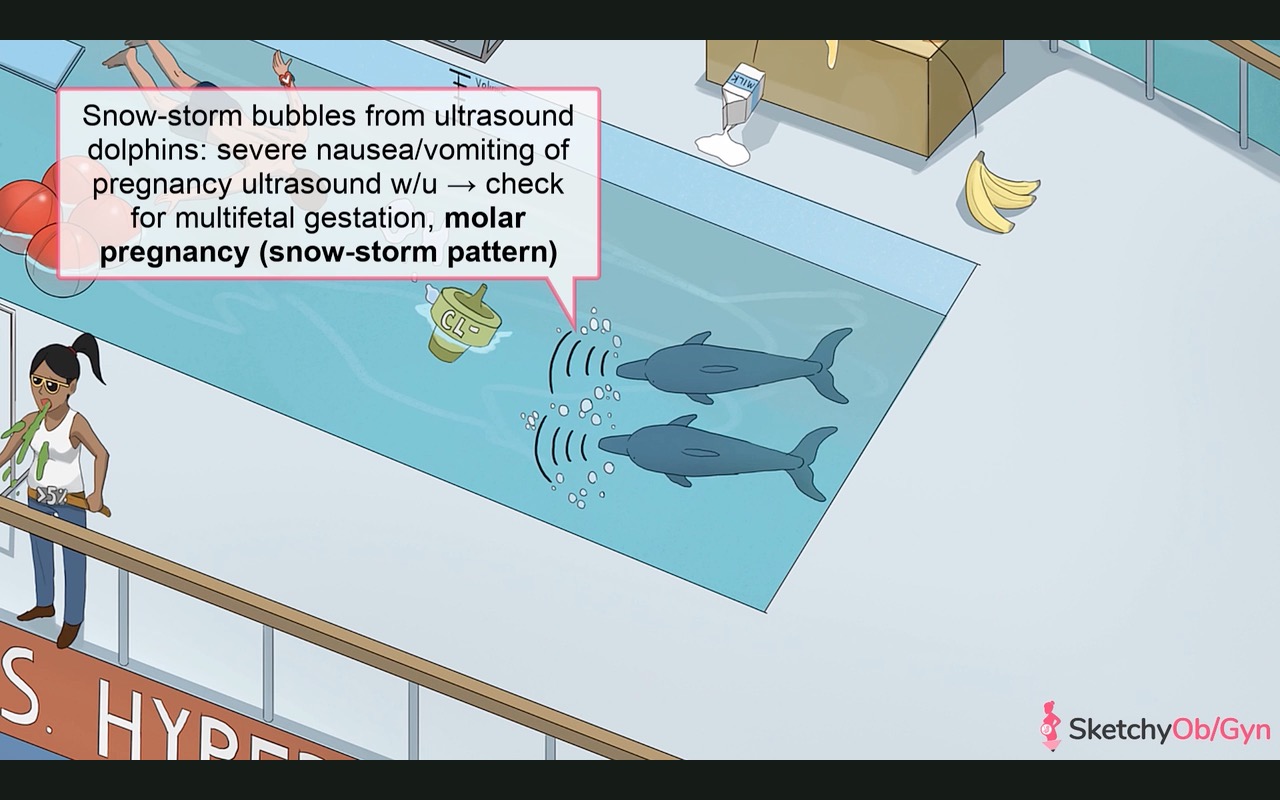 MILK
Snow-storm bubbles from ultrasound
dolphins: severe nausea/vomiting of
pregnancy ultrasound w/u → check
for multifetal gestation, molar
pregnancy (snow-storm pattern)
CL-
>5%
S. HYPE
SketchyOb/Gyn